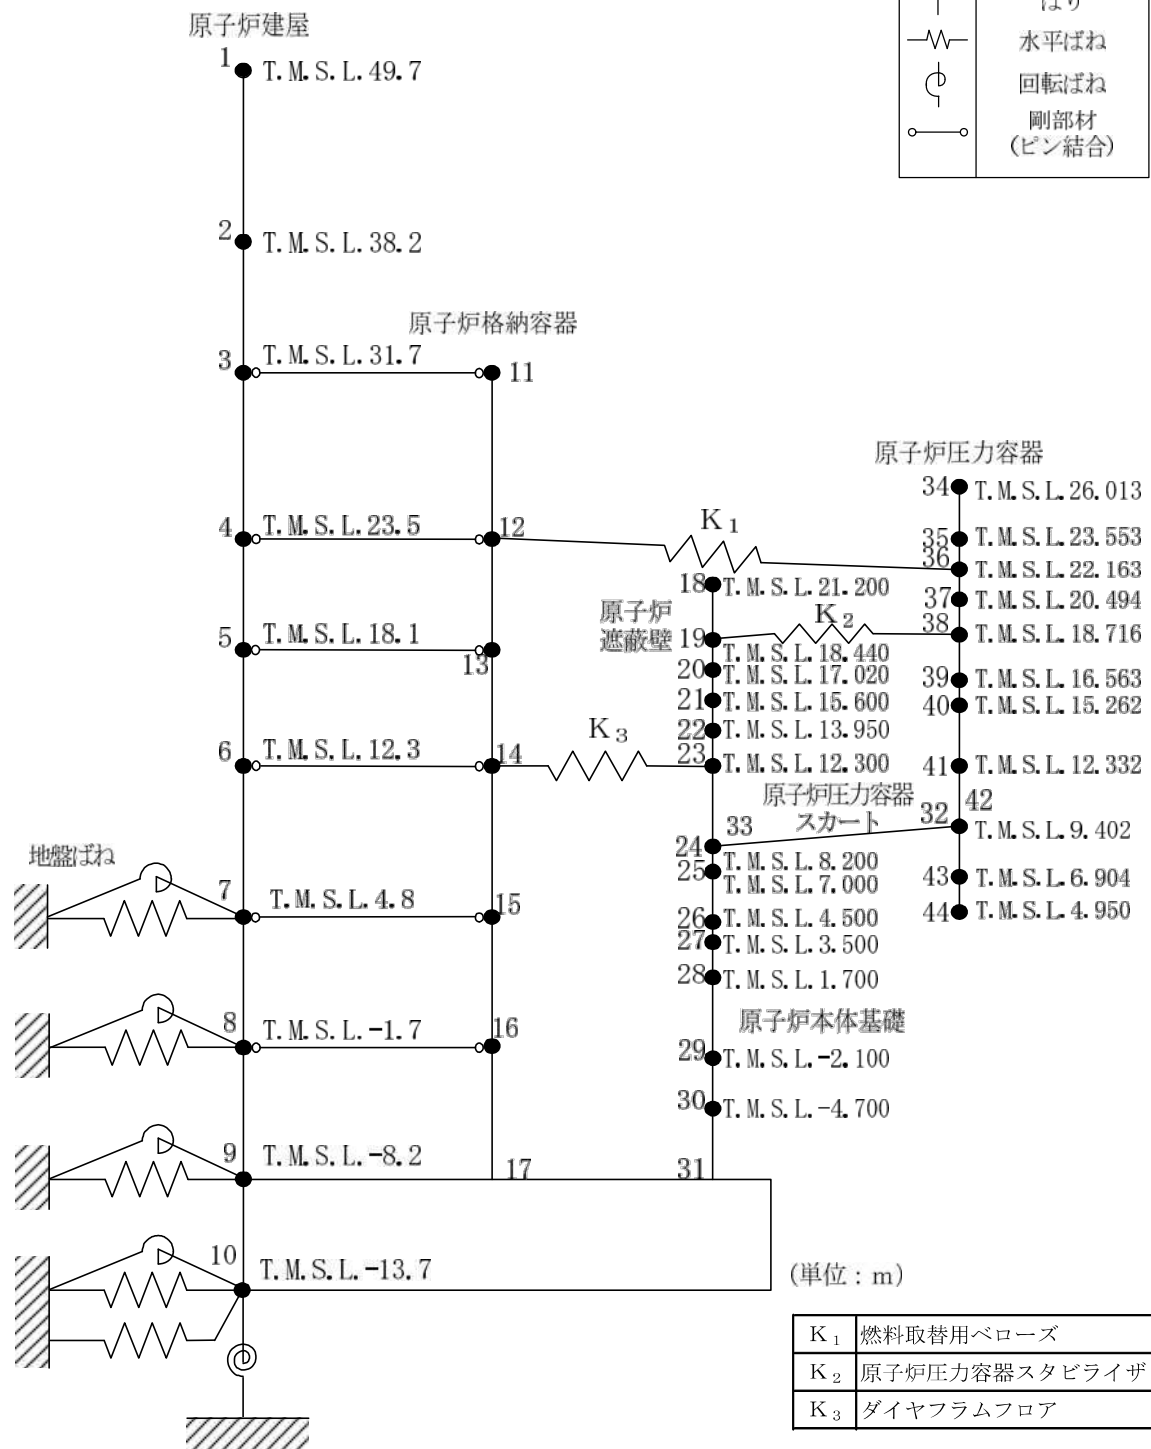 はり
水平ばね
回転ばね
剛部材
(ピン結合)
原子炉建屋
1 T.M.S.L.49.7
2 T.M.S.L.38.2
原子炉格納容器
3 T.M.S.L.31.7 11
原子炉圧力容器
34 T.M.S.L.26.013
4 T.M.S.L.23.5 12 K₁
35 T.M.S.L.23.553
36 T.M.S.L.22.163
18 T.M.S.L.21.200
37 T.M.S.L.20.494
原子炉
遮蔽壁
K₂
38 T.M.S.L.18.716
19 T.M.S.L.18.440
5 T.M.S.L.18.1 13
20 T.M.S.L.17.020
39 T.M.S.L.16.563
21 T.M.S.L.15.600
40 T.M.S.L.15.262
22 T.M.S.L.13.950
6 T.M.S.L.12.3 14 K₃ 23 T.M.S.L.12.300
41 T.M.S.L.12.332
原子炉圧力容器
スカート
32 42 T.M.S.L.9.402
24 33 T.M.S.L.8.200
25 T.M.S.L.7.000
43 T.M.S.L.6.904
44 T.M.S.L.4.950
地盤ばね
7 T.M.S.L.4.8 15
26 T.M.S.L.4.500
27 T.M.S.L.3.500
28 T.M.S.L.1.700
原子炉本体基礎
8 T.M.S.L.-1.7 16
29 T.M.S.L.-2.100
30 T.M.S.L.-4.700
9 T.M.S.L.-8.2 17 31
10 T.M.S.L.-13.7
(単位：m)
K₁ 燃料取替用ベローズ
K₂ 原子炉圧力容器スタビライザ
K₃ ダイヤフラムフロア